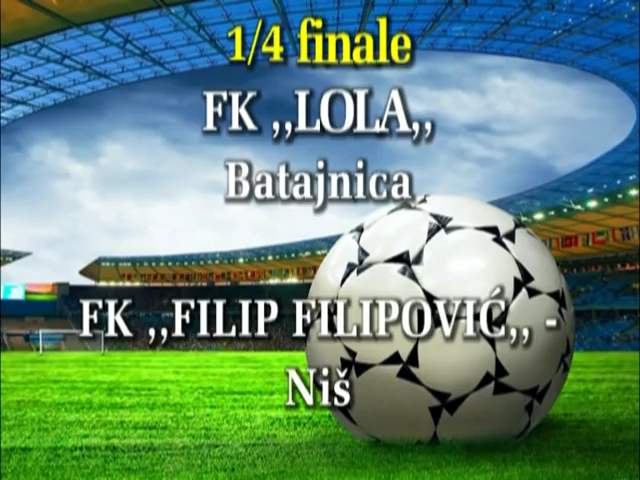 1/4 finale
FK ,,LOLA,,
Batajnica
FK ,,FILIP FILIPOVIĆ,, -
Niš